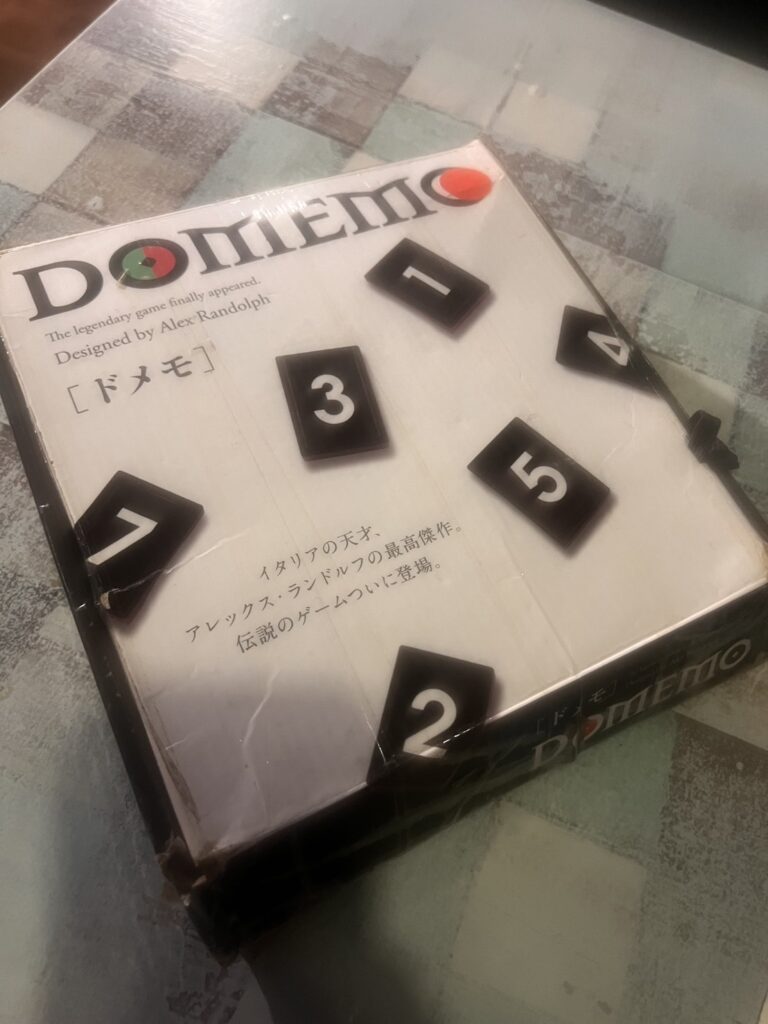 DOMEMO
The legendary game finally appeared.
Designed by Alex Randolph
[ドメモ]
1
4
3
5
7
イタリアの天才、
アレックス・ランドルフの最高傑作。
伝説のゲームついに登場。
2
[ドメモ]
DOMEMO